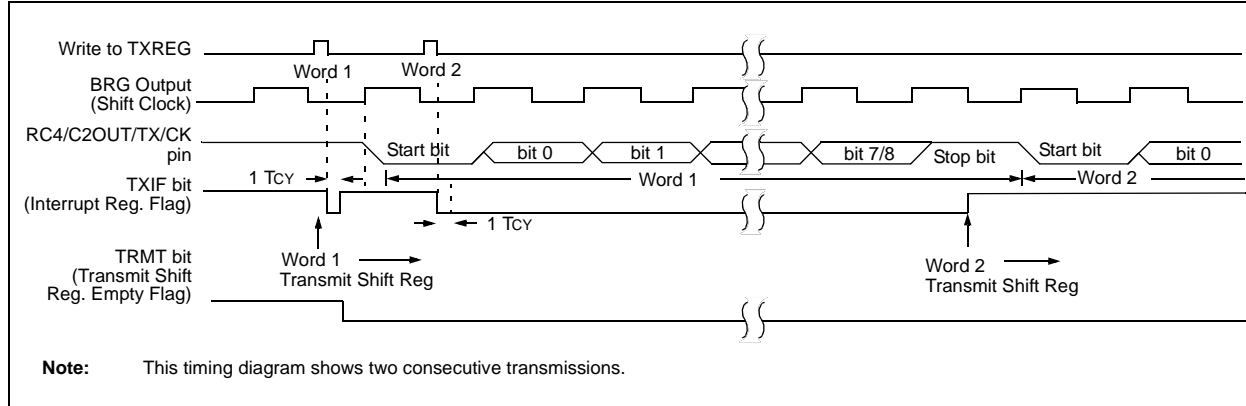 Write to TXREG
Word 1
Word 2
BRG Output
(Shift Clock)
RC4/C2OUT/TX/CK
pin
Start bit
bit 0
bit 1
bit 7/8
Stop bit
Start bit
bit 0
1 TCY
Word 1
Word 2
TXIF bit
(Interrupt Reg. Flag)
1 TCY
Word 1
Transmit Shift Reg
Word 2
Transmit Shift Reg
TRMT bit
(Transmit Shift
Reg. Empty Flag)
Note: This timing diagram shows two consecutive transmissions.